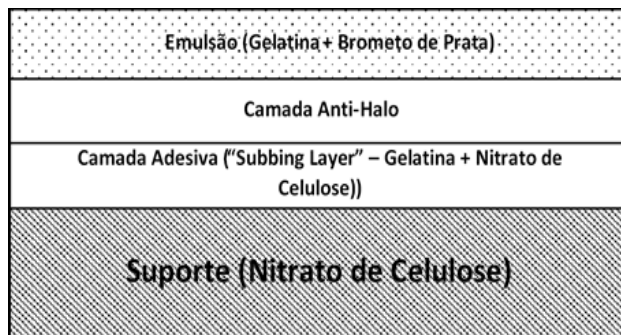 Emulsão (Gelatina + Brometo de Prata)
Camada Anti-Halo
Camada Adesiva (“Subbing Layer” – Gelatina + Nitrato de
Celulose))
Suporte (Nitrato de Celulose)